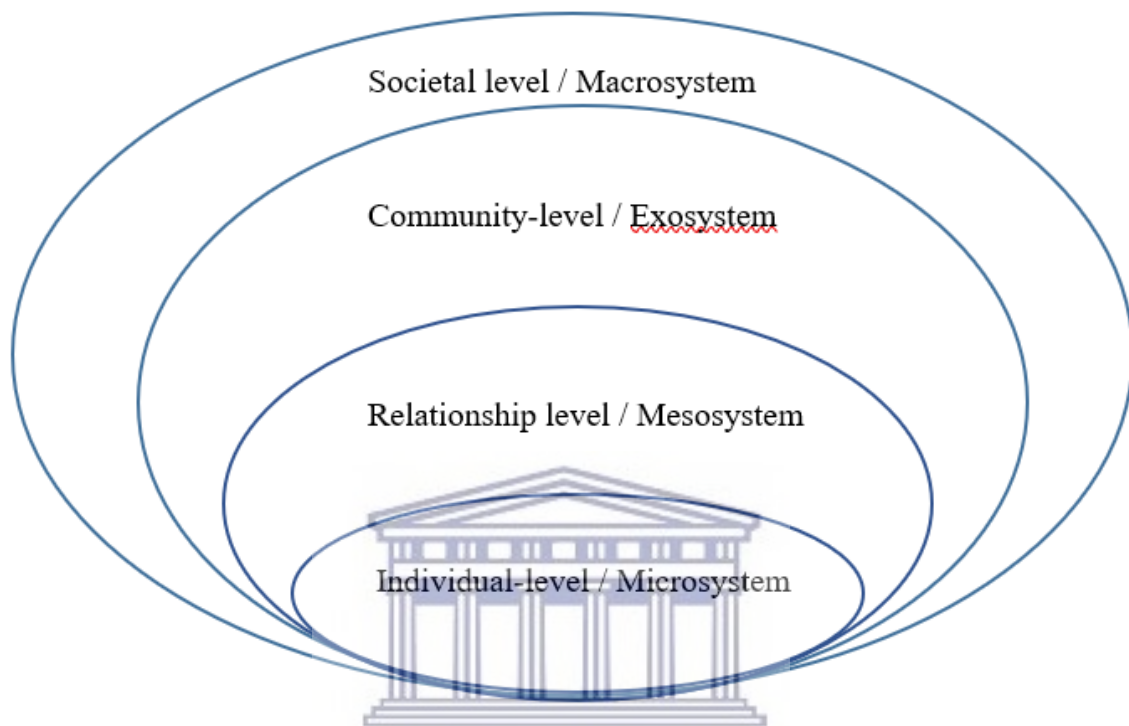 Societal level / Macrosystem
Community-level / Exosystem
Relationship level / Mesosystem
Individual-level / Microsystem